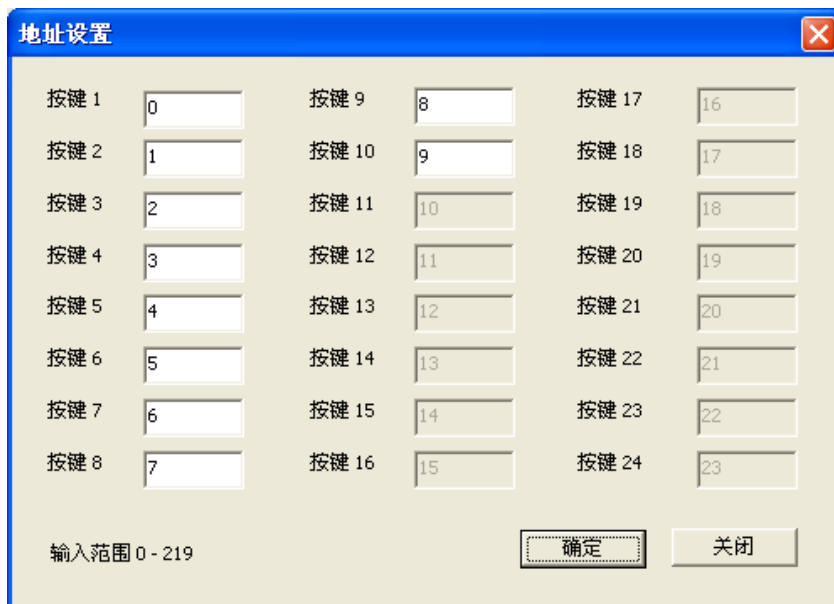 地址设置
按键 1 0 按键 9 8 按键 17 16
按键 2 1 按键 10 9 按键 18 17
按键 3 2 按键 11 10 按键 19 18
按键 4 3 按键 12 11 按键 20 19
按键 5 4 按键 13 12 按键 21 20
按键 6 5 按键 14 13 按键 22 21
按键 7 6 按键 15 14 按键 23 22
按键 8 7 按键 16 15 按键 24 23
输入范围 0 - 219 确定 关闭